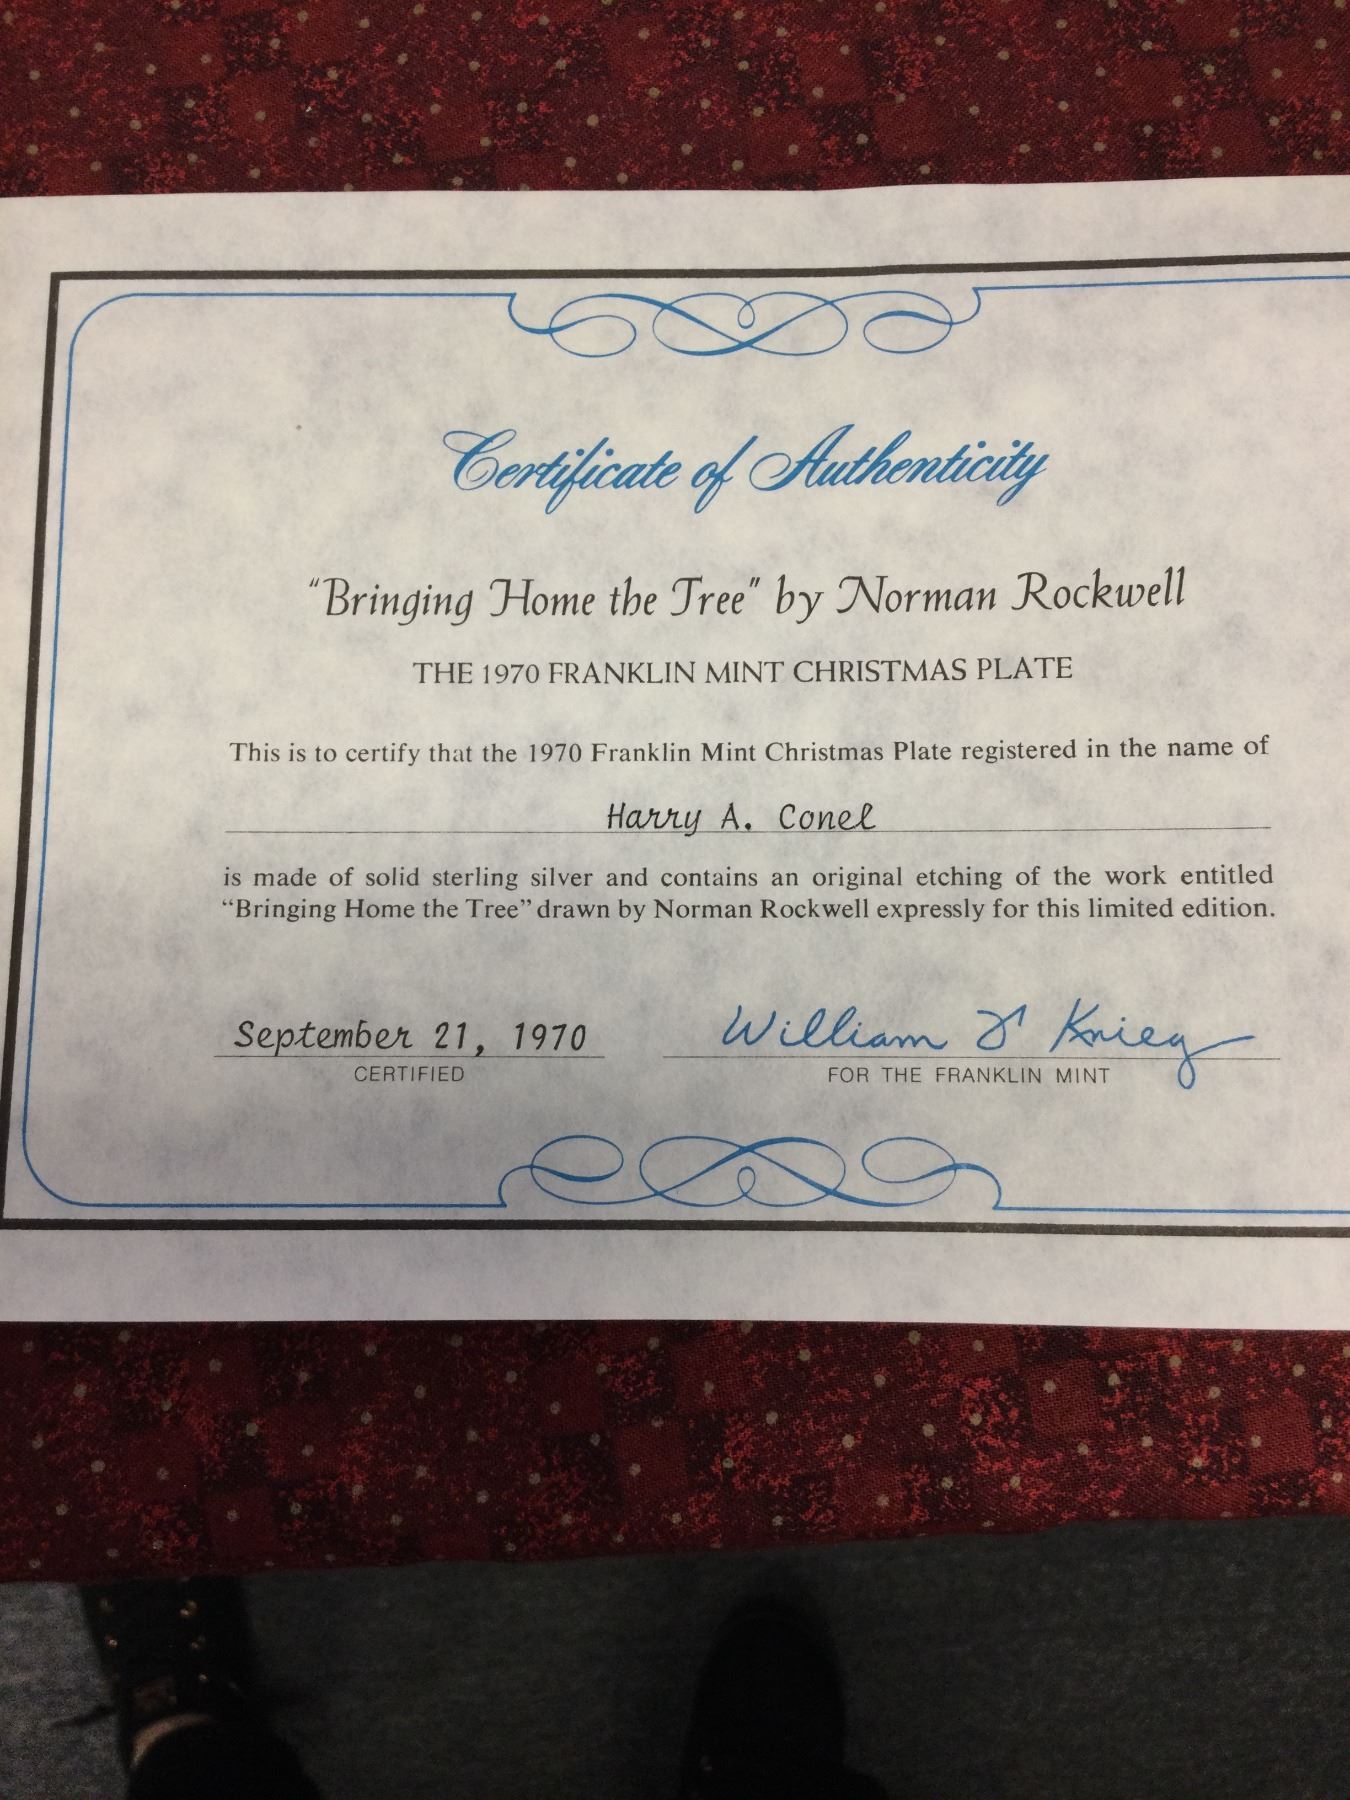 Certificate of Authenticity
“Bringing Home the Tree” by Norman Rockwell
THE 1970 FRANKLIN MINT CHRISTMAS PLATE
This is to certify that the 1970 Franklin Mint Christmas Plate registered in the name of
Harry A. Conel
is made of solid sterling silver and contains an original etching of the work entitled
“Bringing Home the Tree” drawn by Norman Rockwell expressly for this limited edition.
September 21, 1970 William Krieg
CERTIFIED FOR THE FRANKLIN MINT